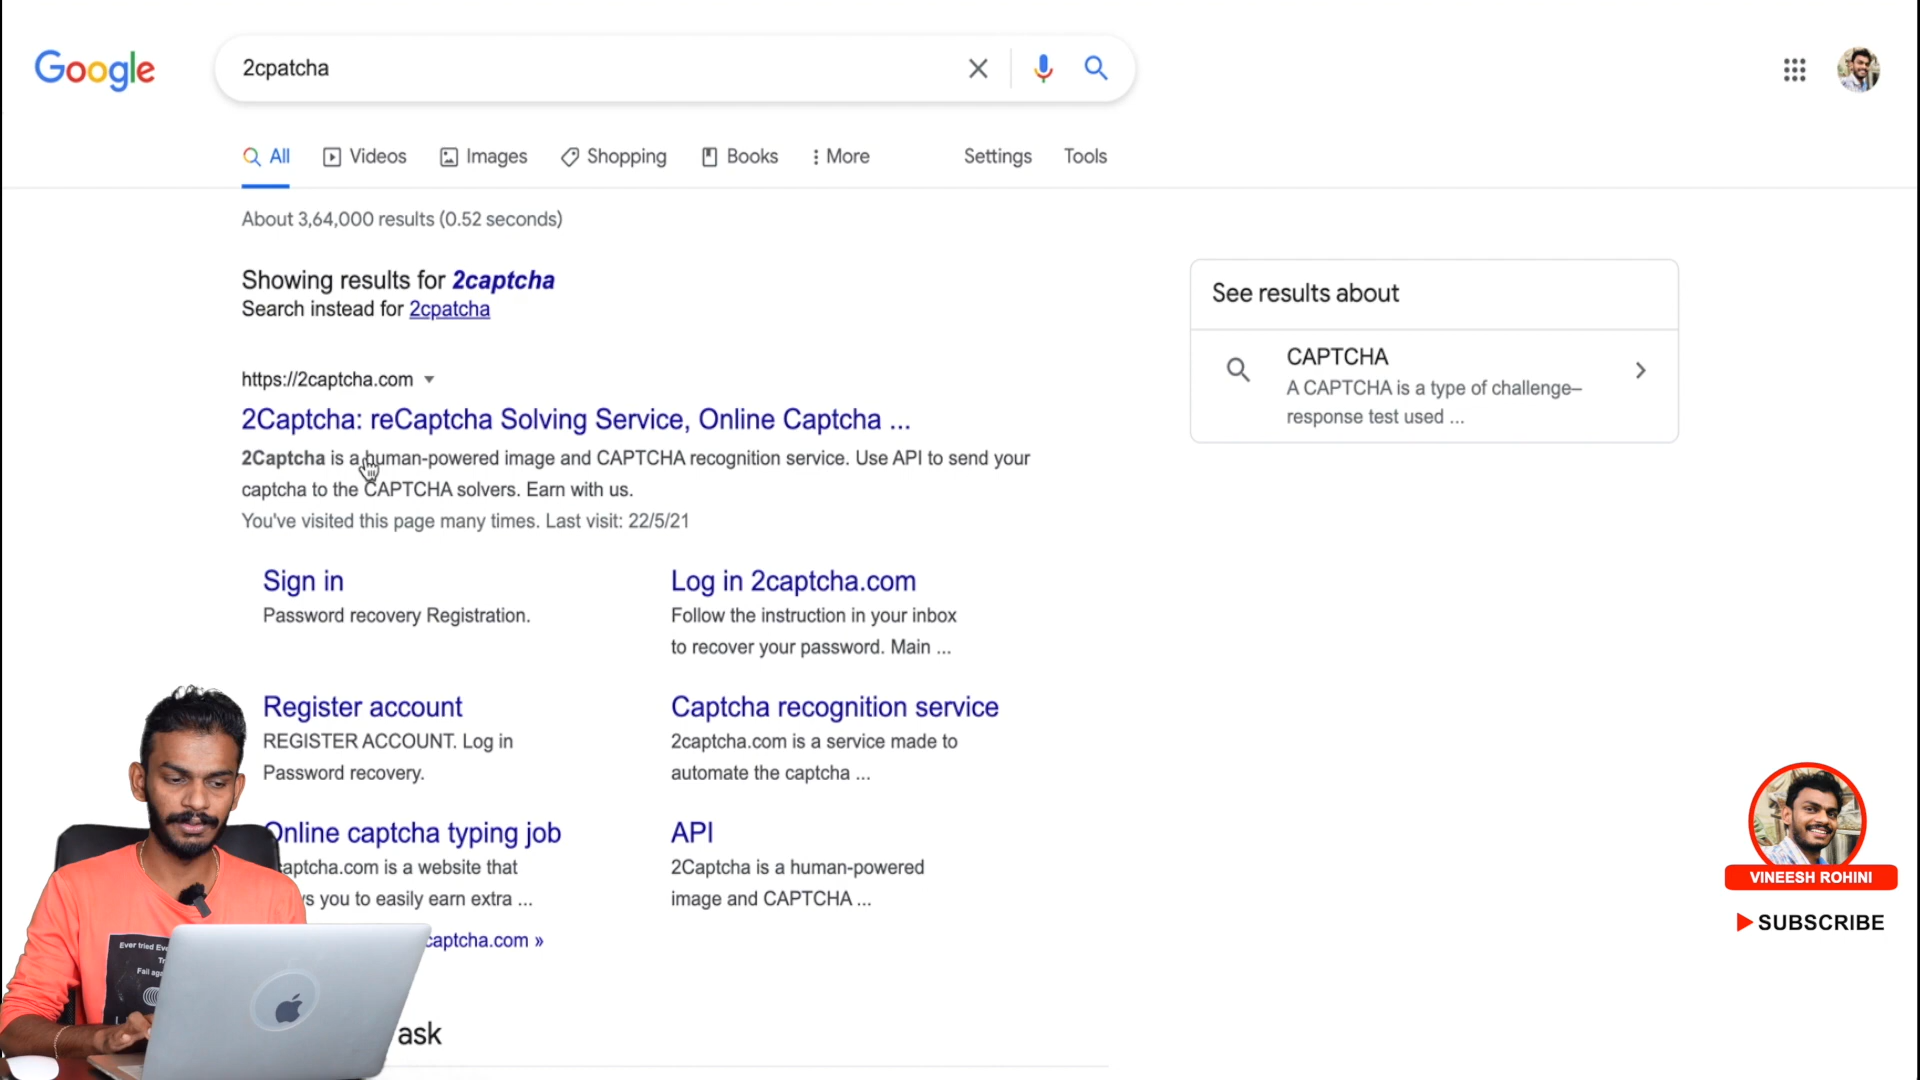 Google
2cpatcha
All
Videos
Images
Shopping
Books
More
Settings
Tools
About 3,64,000 results (0.52 seconds)
Showing results for 2captcha
Search instead for 2cpatcha
https://2captcha.com
2Captcha: reCaptcha Solving Service, Online Captcha ...
2Captcha is a human-powered image and CAPTCHA recognition service. Use API to send your
captcha to the CAPTCHA solvers. Earn with us.
You've visited this page many times. Last visit: 22/5/21
Sign in
Password recovery Registration.
Log in 2captcha.com
Follow the instruction in your inbox
to recover your password. Main ...
Register account
REGISTER ACCOUNT. Log in
Password recovery.
Captcha recognition service
2captcha.com is a service made to
automate the captcha ...
Online captcha typing job
captcha.com is a website that
you to easily earn extra ...
API
2Captcha is a human-powered
image and CAPTCHA ...
captcha.com »
ask
See results about
CAPTCHA
A CAPTCHA is a type of challenge–
response test used ...
Ever tried
Fail
VINEESH ROHINI
SUBSCRIBE